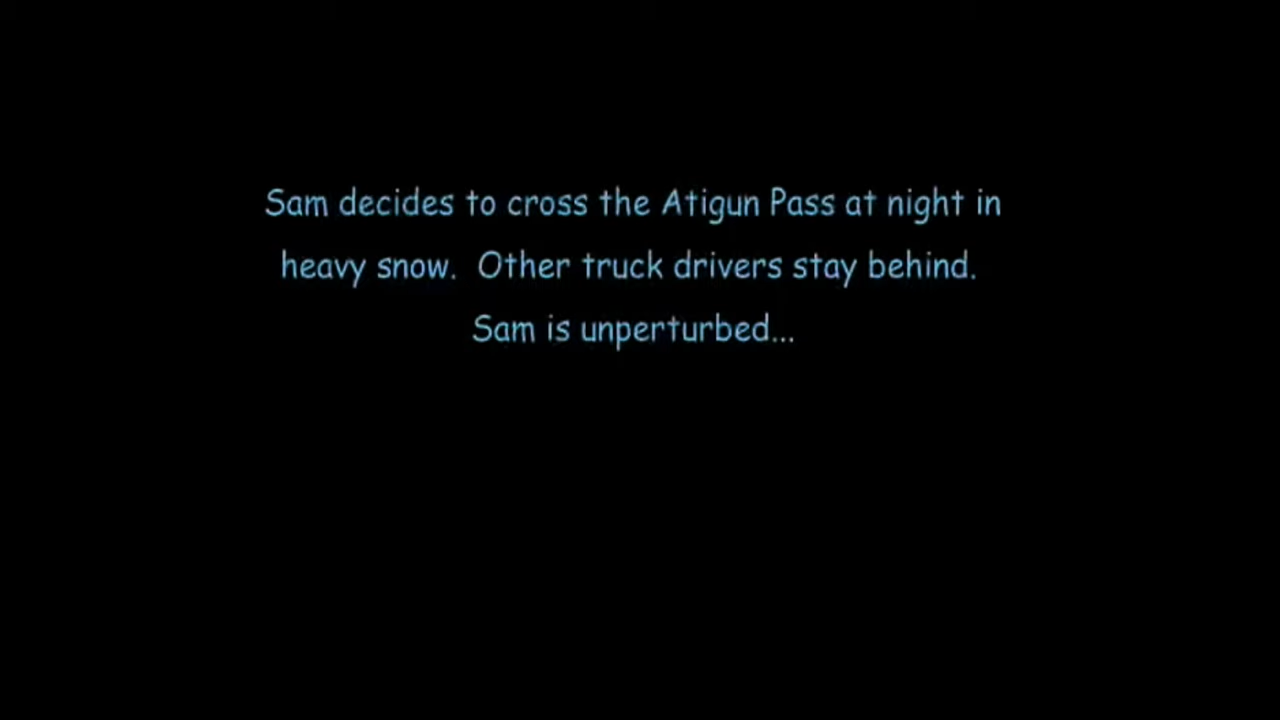 Sam decides to cross the Atigun Pass at night in
heavy snow.  Other truck drivers stay behind.
Sam is unperturbed...